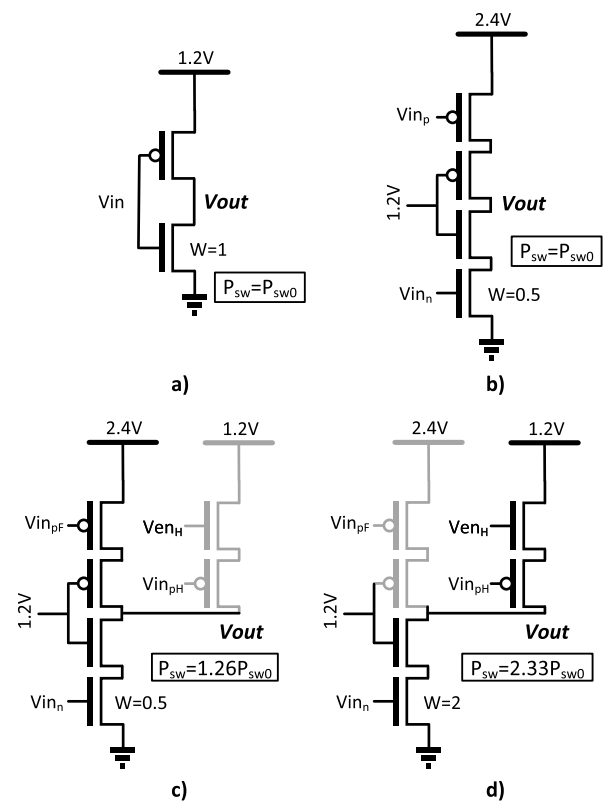 1.2V
Vin
Vout
W=1
Psw=Psw0
a)
2.4V
Vinp
1.2V
Vout
Psw=Psw0
Vinn
W=0.5
b)
2.4V
1.2V
VinpF
VenH
VinpH
1.2V
Vout
Psw=1.26Psw0
Vinn
W=0.5
c)
2.4V
1.2V
VinpF
VenH
VinpH
1.2V
Vout
Psw=2.33Psw0
Vinn
W=2
d)